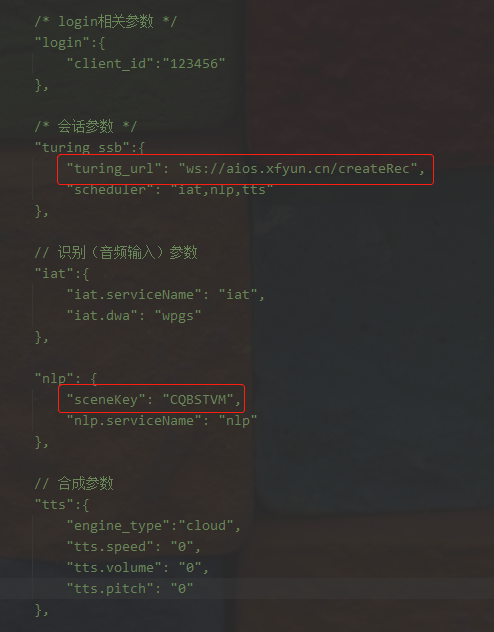 /* login相关参数 */
"login":{
"client_id":"123456"
},
/* 会话参数 */
"turing_ssb":{
"turing_url": "ws://aios.xfyun.cn/createRec",
"scheduler": "iat,nlp,tts"
},
// 识别（音频输入）参数
"iat":{
"iat.serviceName": "iat",
"iat.dwa": "wpgs"
},
"nlp": {
"sceneKey": "CQBSTVM",
"nlp.serviceName": "nlp"
},
// 合成参数
"tts":{
"engine_type":"cloud",
"tts.speed": "0",
"tts.volume": "0",
"tts.pitch": "0"
},